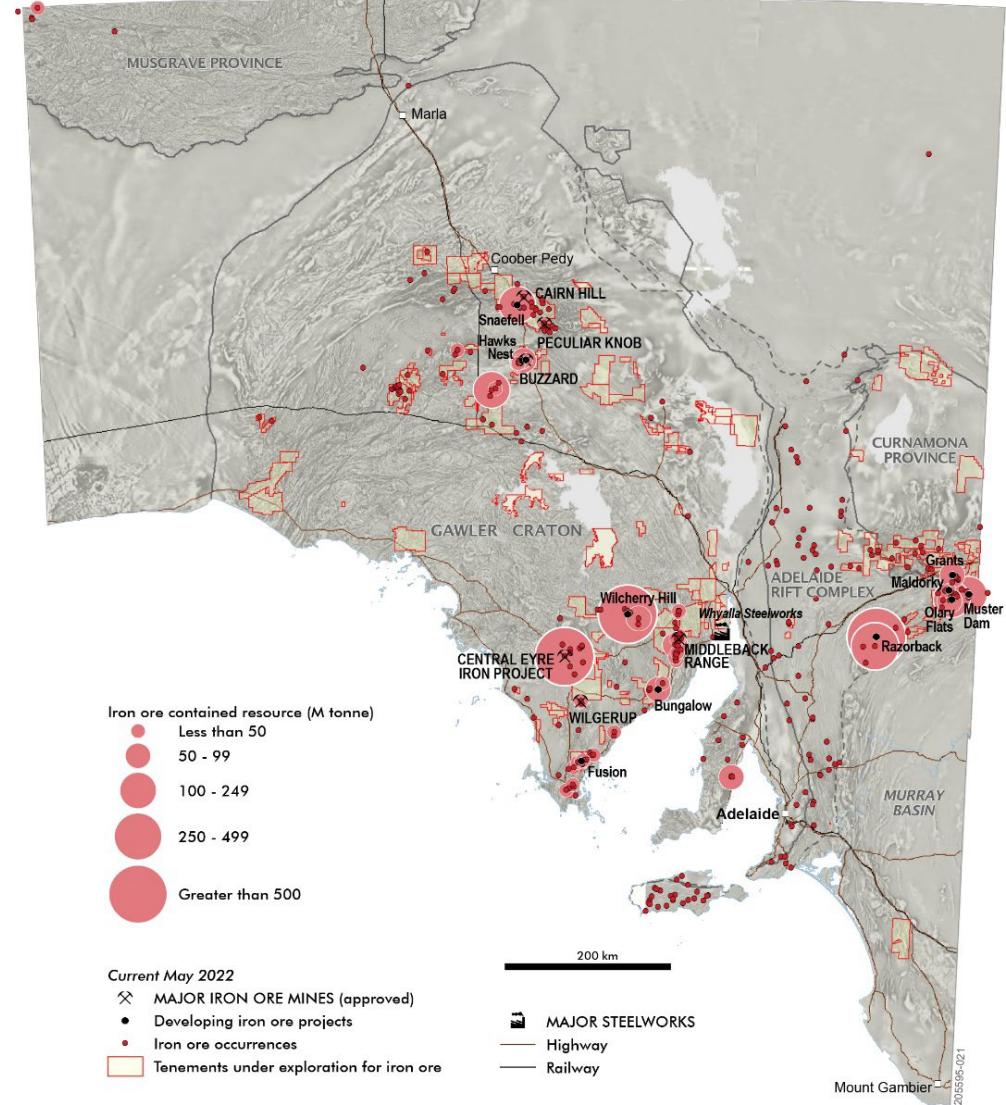 MUSGRAVE PROVINCE
Marla
Coober Pedy
CAIRN HILL
Snaefell
PECULIAR KNOB
Hawks
Nest
BUZZARD
CURNAMONA
PROVINCE
GAWLER CRATON
Grants
ADELAIDE
RIFT COMPLEX
Maldorky
Wilcherry Hill
Whyalla Steelworks
Olary
Flats
Muster
Dam
Razorback
MIDDLEBACK
RANGE
CENTRAL EYRE
IRON PROJECT
Bungalow
WILGERUP
Fusion
Adelaide
MURRAY
BASIN
Mount Gambier
Iron ore contained resource (M tonne)
Less than 50
50 - 99
100 - 249
250 - 499
Greater than 500
200 km
Current May 2022
MAJOR IRON ORE MINES (approved)
Developing iron ore projects
Iron ore occurrences
Tenements under exploration for iron ore
MAJOR STEELWORKS
Highway
Railway
205595-021